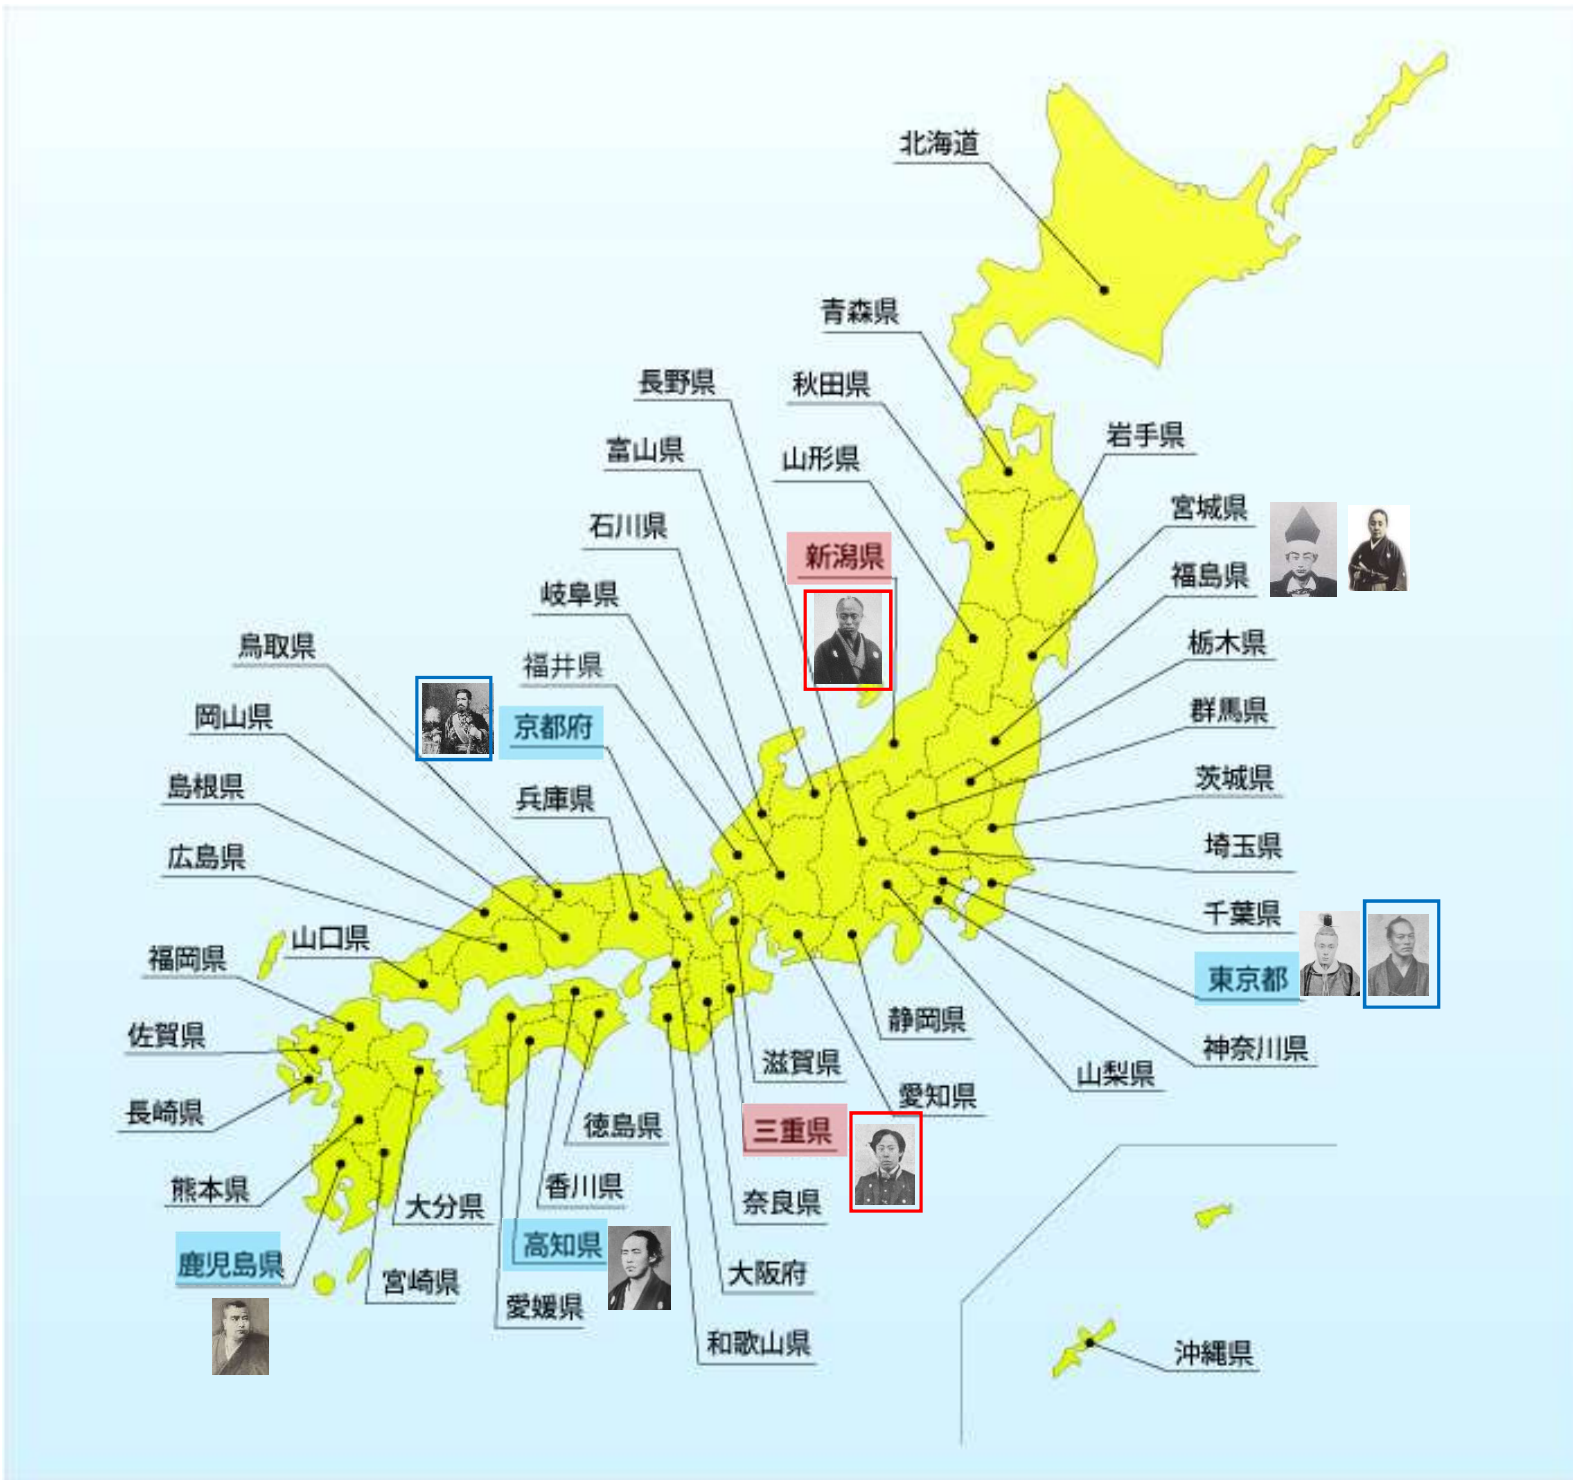 北海道
青森県
長野県
秋田県
岩手県
富山県
山形県
宮城県
石川県
新潟県
福島県
岐阜県
栃木県
鳥取県
福井県
群馬県
岡山県
京都府
茨城県
島根県
兵庫県
埼玉県
広島県
千葉県
山口県
福岡県
東京都
佐賀県
静岡県
神奈川県
滋賀県
山梨県
愛知県
長崎県
徳島県
三重県
熊本県
香川県
大分県
奈良県
高知県
鹿児島県
宮崎県
大阪府
愛媛県
和歌山県
沖縄県